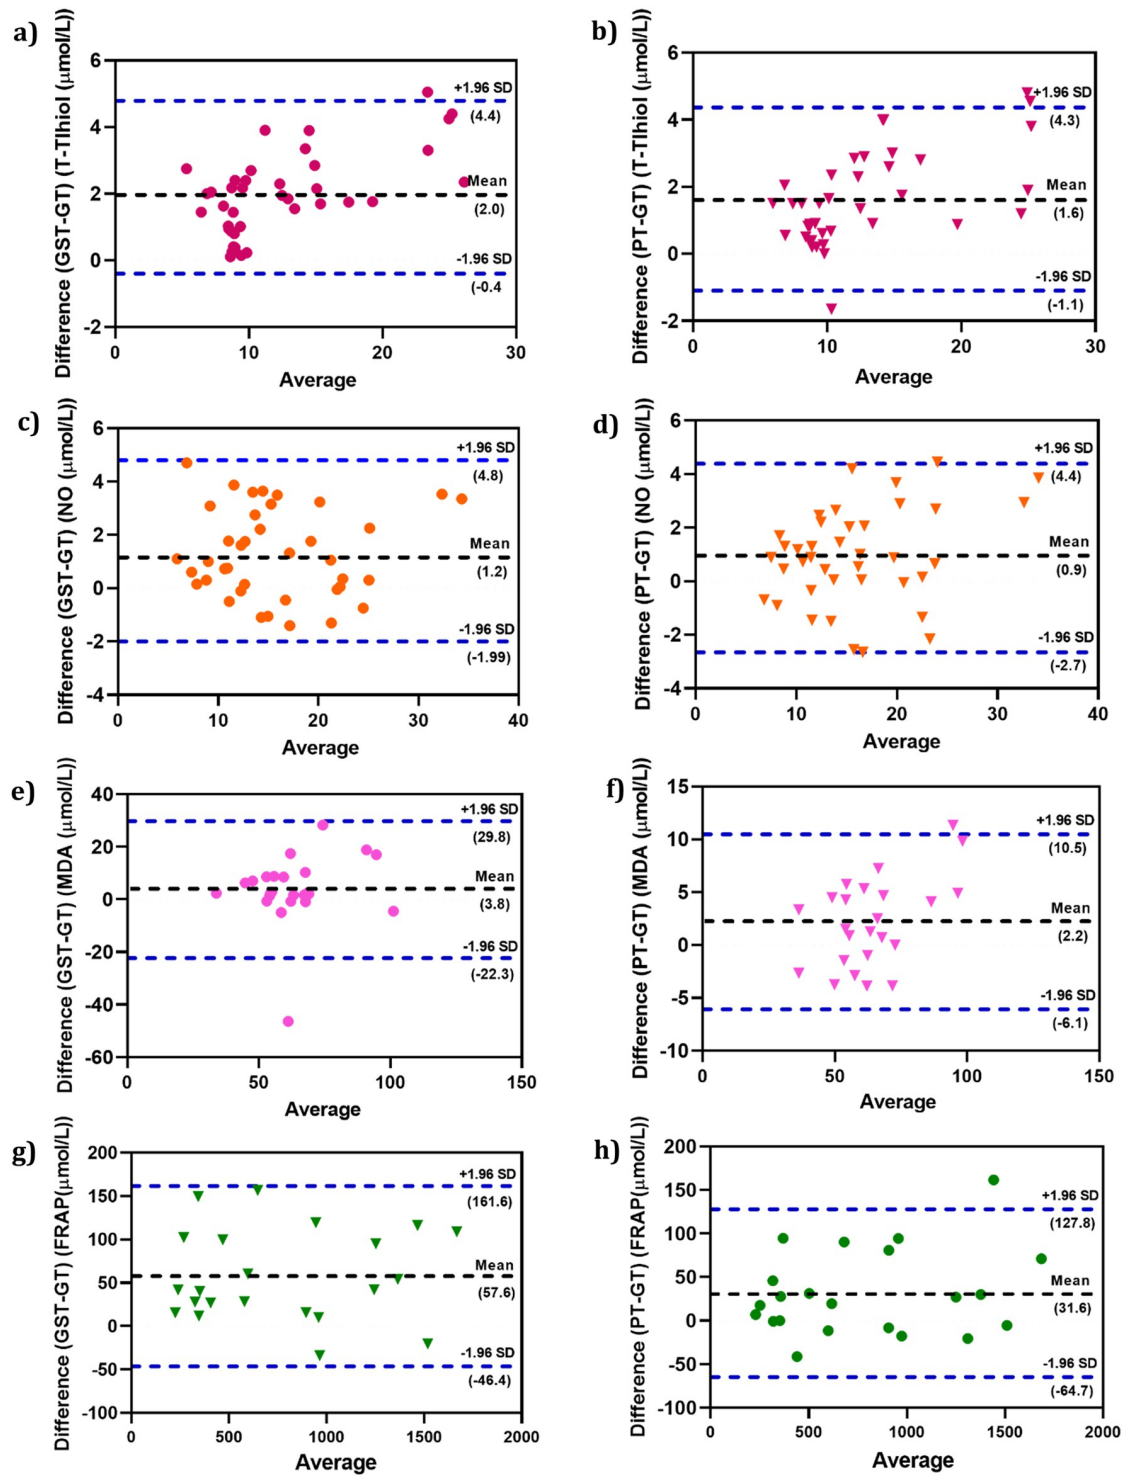 a)
Difference (GST-GT) (T-Tlhiol (μmol/L))
6
4
2
0
-2
0
10
20
30
+1.96 SD
(4.4)
Mean
(2.0)
-1.96 SD
(-0.4
Average
b)
Difference (PT-GT) (T-Tlhiol (μmol/L))
6
4
2
0
-2
0
10
20
30
+1.96 SD
(4.3)
Mean
(1.6)
-1.96 SD
(-1.1)
Average
c)
Difference (GST-GT) (NO (μmol/L))
6
4
2
0
-2
-4
0
10
20
30
40
+1.96 SD
(4.8)
Mean
(1.2)
-1.96 SD
(-1.99)
Average
d)
Difference (PT-GT) (NO (μmol/L))
6
4
2
0
-2
-4
0
10
20
30
40
+1.96 SD
(4.4)
Mean
(0.9)
-1.96 SD
(-2.7)
Average
e)
Difference (GST-GT) (MDA (μmol/L))
40
20
0
-20
-40
-60
0
50
100
150
+1.96 SD
(29.8)
Mean
(3.8)
-1.96 SD
(-22.3)
Average
f)
Difference (PT-GT) (MDA (μmol/L))
15
10
5
0
-5
-10
0
50
100
150
+1.96 SD
(10.5)
Mean
(2.2)
-1.96 SD
(-6.1)
Average
g)
Difference (GST-GT) (FRAP(μmol/L))
200
150
100
50
0
-50
-100
0
500
1000
1500
2000
+1.96 SD
(161.6)
Mean
(57.6)
-1.96 SD
(-46.4)
Average
h)
Difference (PT-GT) (FRAP(μmol/L))
200
150
100
50
0
-50
-100
0
500
1000
1500
2000
+1.96 SD
(127.8)
Mean
(31.6)
-1.96 SD
(-64.7)
Average